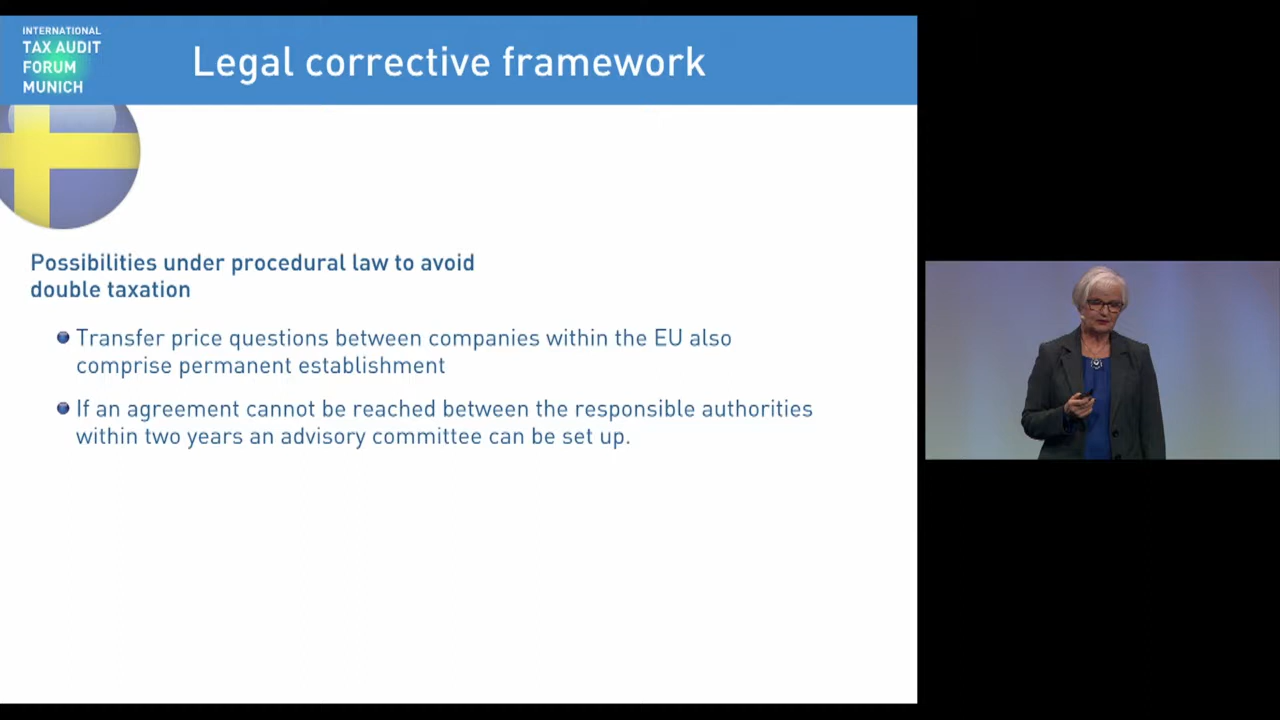 INTERNATIONAL
TAX AUDIT
FORUM
MUNICH
Legal corrective framework
Possibilities under procedural law to avoid
double taxation
Transfer price questions between companies within the EU also
comprise permanent establishment
If an agreement cannot be reached between the responsible authorities
within two years an advisory committee can be set up.